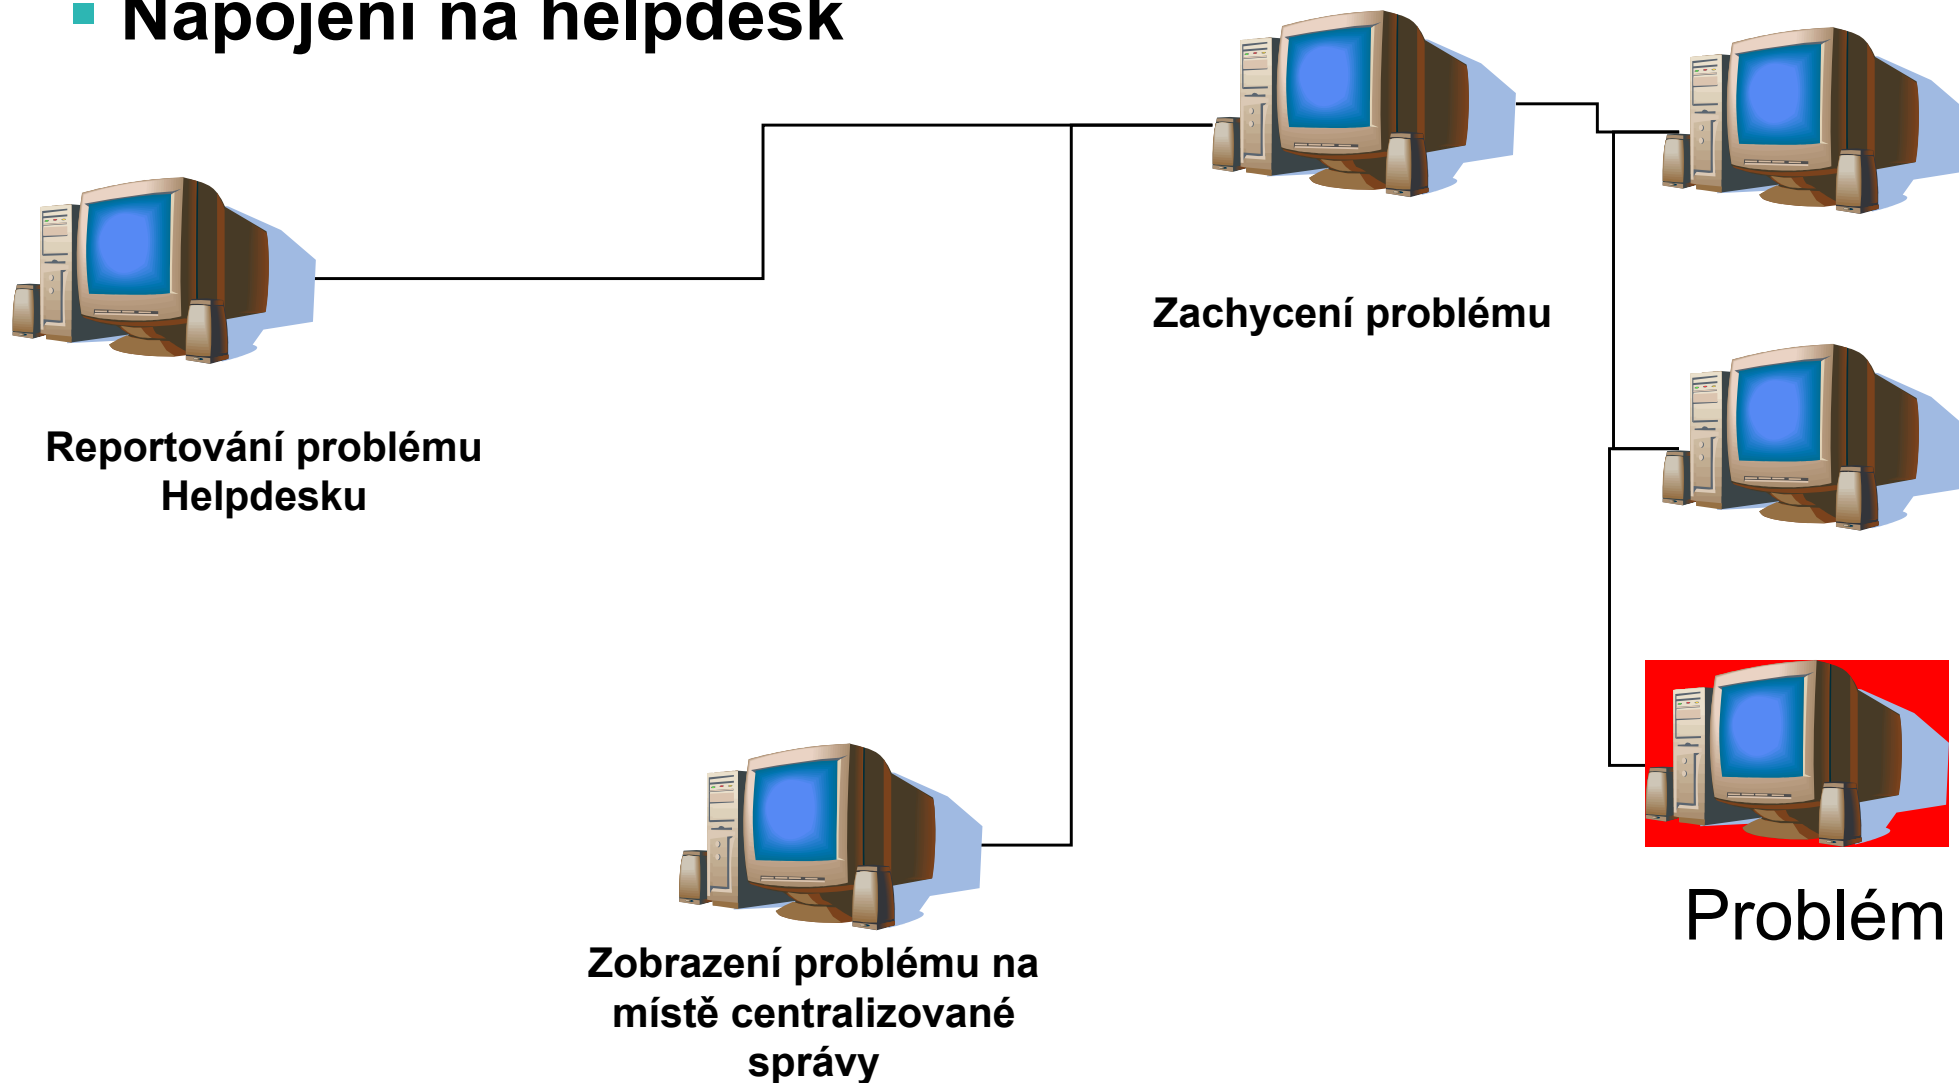 Napojení na helpdesk
Zachycení problému
Reportování problému
Helpdesku
Problém
Zobrazení problému na
místě centralizované
správy